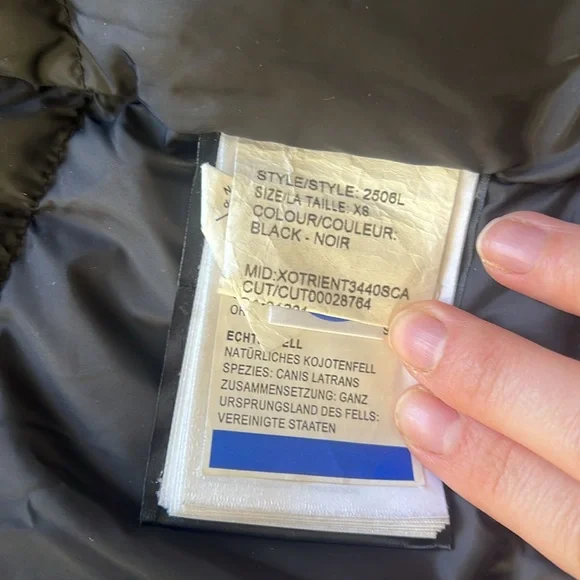 STYLE/STYLE: 2506L
SIZE/LA TAILLE: XS
COLOUR/COULEUR:
BLACK - NOIR
MID:XOTRIENT3440SCA
CUT/CUT00028764
NATÜRLICHES KOJOTENFELL
SPEZIES: CANIS LATRANS
ZUSAMMENSETZUNG: GANZ
URSPRUNGSLAND DES FELLS:
VEREINIGTE STAATEN